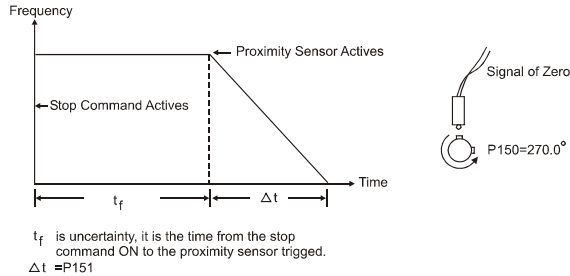 Frequency
Proximity Sensor Actives
Stop Command Actives
Time
tf
Δt
Signal of Zero
P150=270.0°
tf is uncertainty, it is the time from the stop
command ON to the proximity sensor trigged.
Δt =P151